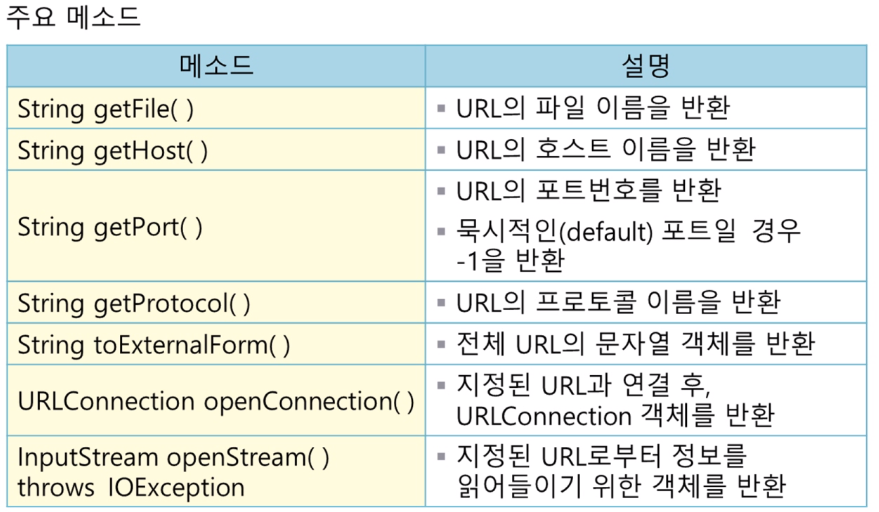 주요 메소드
메소드 설명
String getFile( ) ▪ URL의 파일 이름을 반환
String getHost( ) ▪ URL의 호스트 이름을 반환
String getPort( ) ▪ URL의 포트번호를 반환
▪ 묵시적인(default) 포트일 경우
-1을 반환
String getProtocol( ) ▪ URL의 프로토콜 이름을 반환
String toExternalForm( ) ▪ 전체 URL의 문자열 객체를 반환
URLConnection openConnection( ) ▪ 지정된 URL과 연결 후,
URLConnection 객체를 반환
InputStream openStream( ) ▪ 지정된 URL로부터 정보를
throws IOException 읽어들이기 위한 객체를 반환